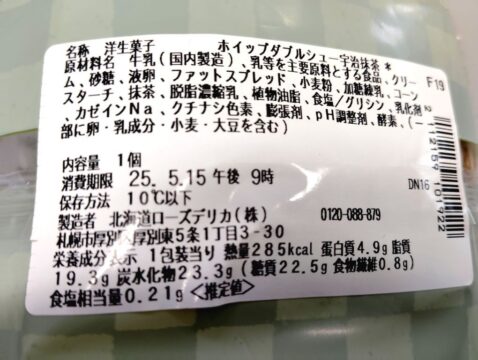 名称 洋生菓子 ホイップダブルシュー宇治抹茶*
原材料名 牛乳(国内製造)、乳等を主要原料とする食品、クリー
ム、砂糖、液卵、ファットスプレッド、小麦粉、加糖練乳、コーン
スターチ、抹茶、脱脂濃縮乳、植物油脂、食塩/グリシン、乳化剤
、カゼインNa、クチナシ色素、膨張剤、pH調整剤、酵素、(一
部に卵・乳成分・小麦・大豆を含む)
F19
内容量 1個
消費期限 25. 5.15 午後 9時
保存方法 10℃以下
DN16
製造者 北海道ローズデリカ(株) 0120-088-879
札幌市厚別区厚別東5条1丁目3-30
栄養成分表示 1包装当り 熱量285kcal 蛋白質4.9g 脂質
19.3g 炭水化物23.3g (糖質22.5g 食物繊維0.8g)
食塩相当量0.21g <推定値>